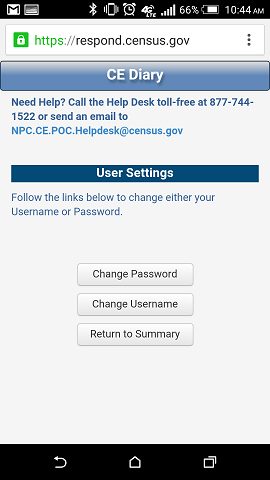 4G LTE 66% 10:44 AM
https://respond.census.gov
CE Diary
Need Help? Call the Help Desk toll-free at 877-744-
1522 or send an email to
NPC.CE.POC.Helpdesk@census.gov
User Settings
Follow the links below to change either your
Username or Password.
Change Password
Change Username
Return to Summary